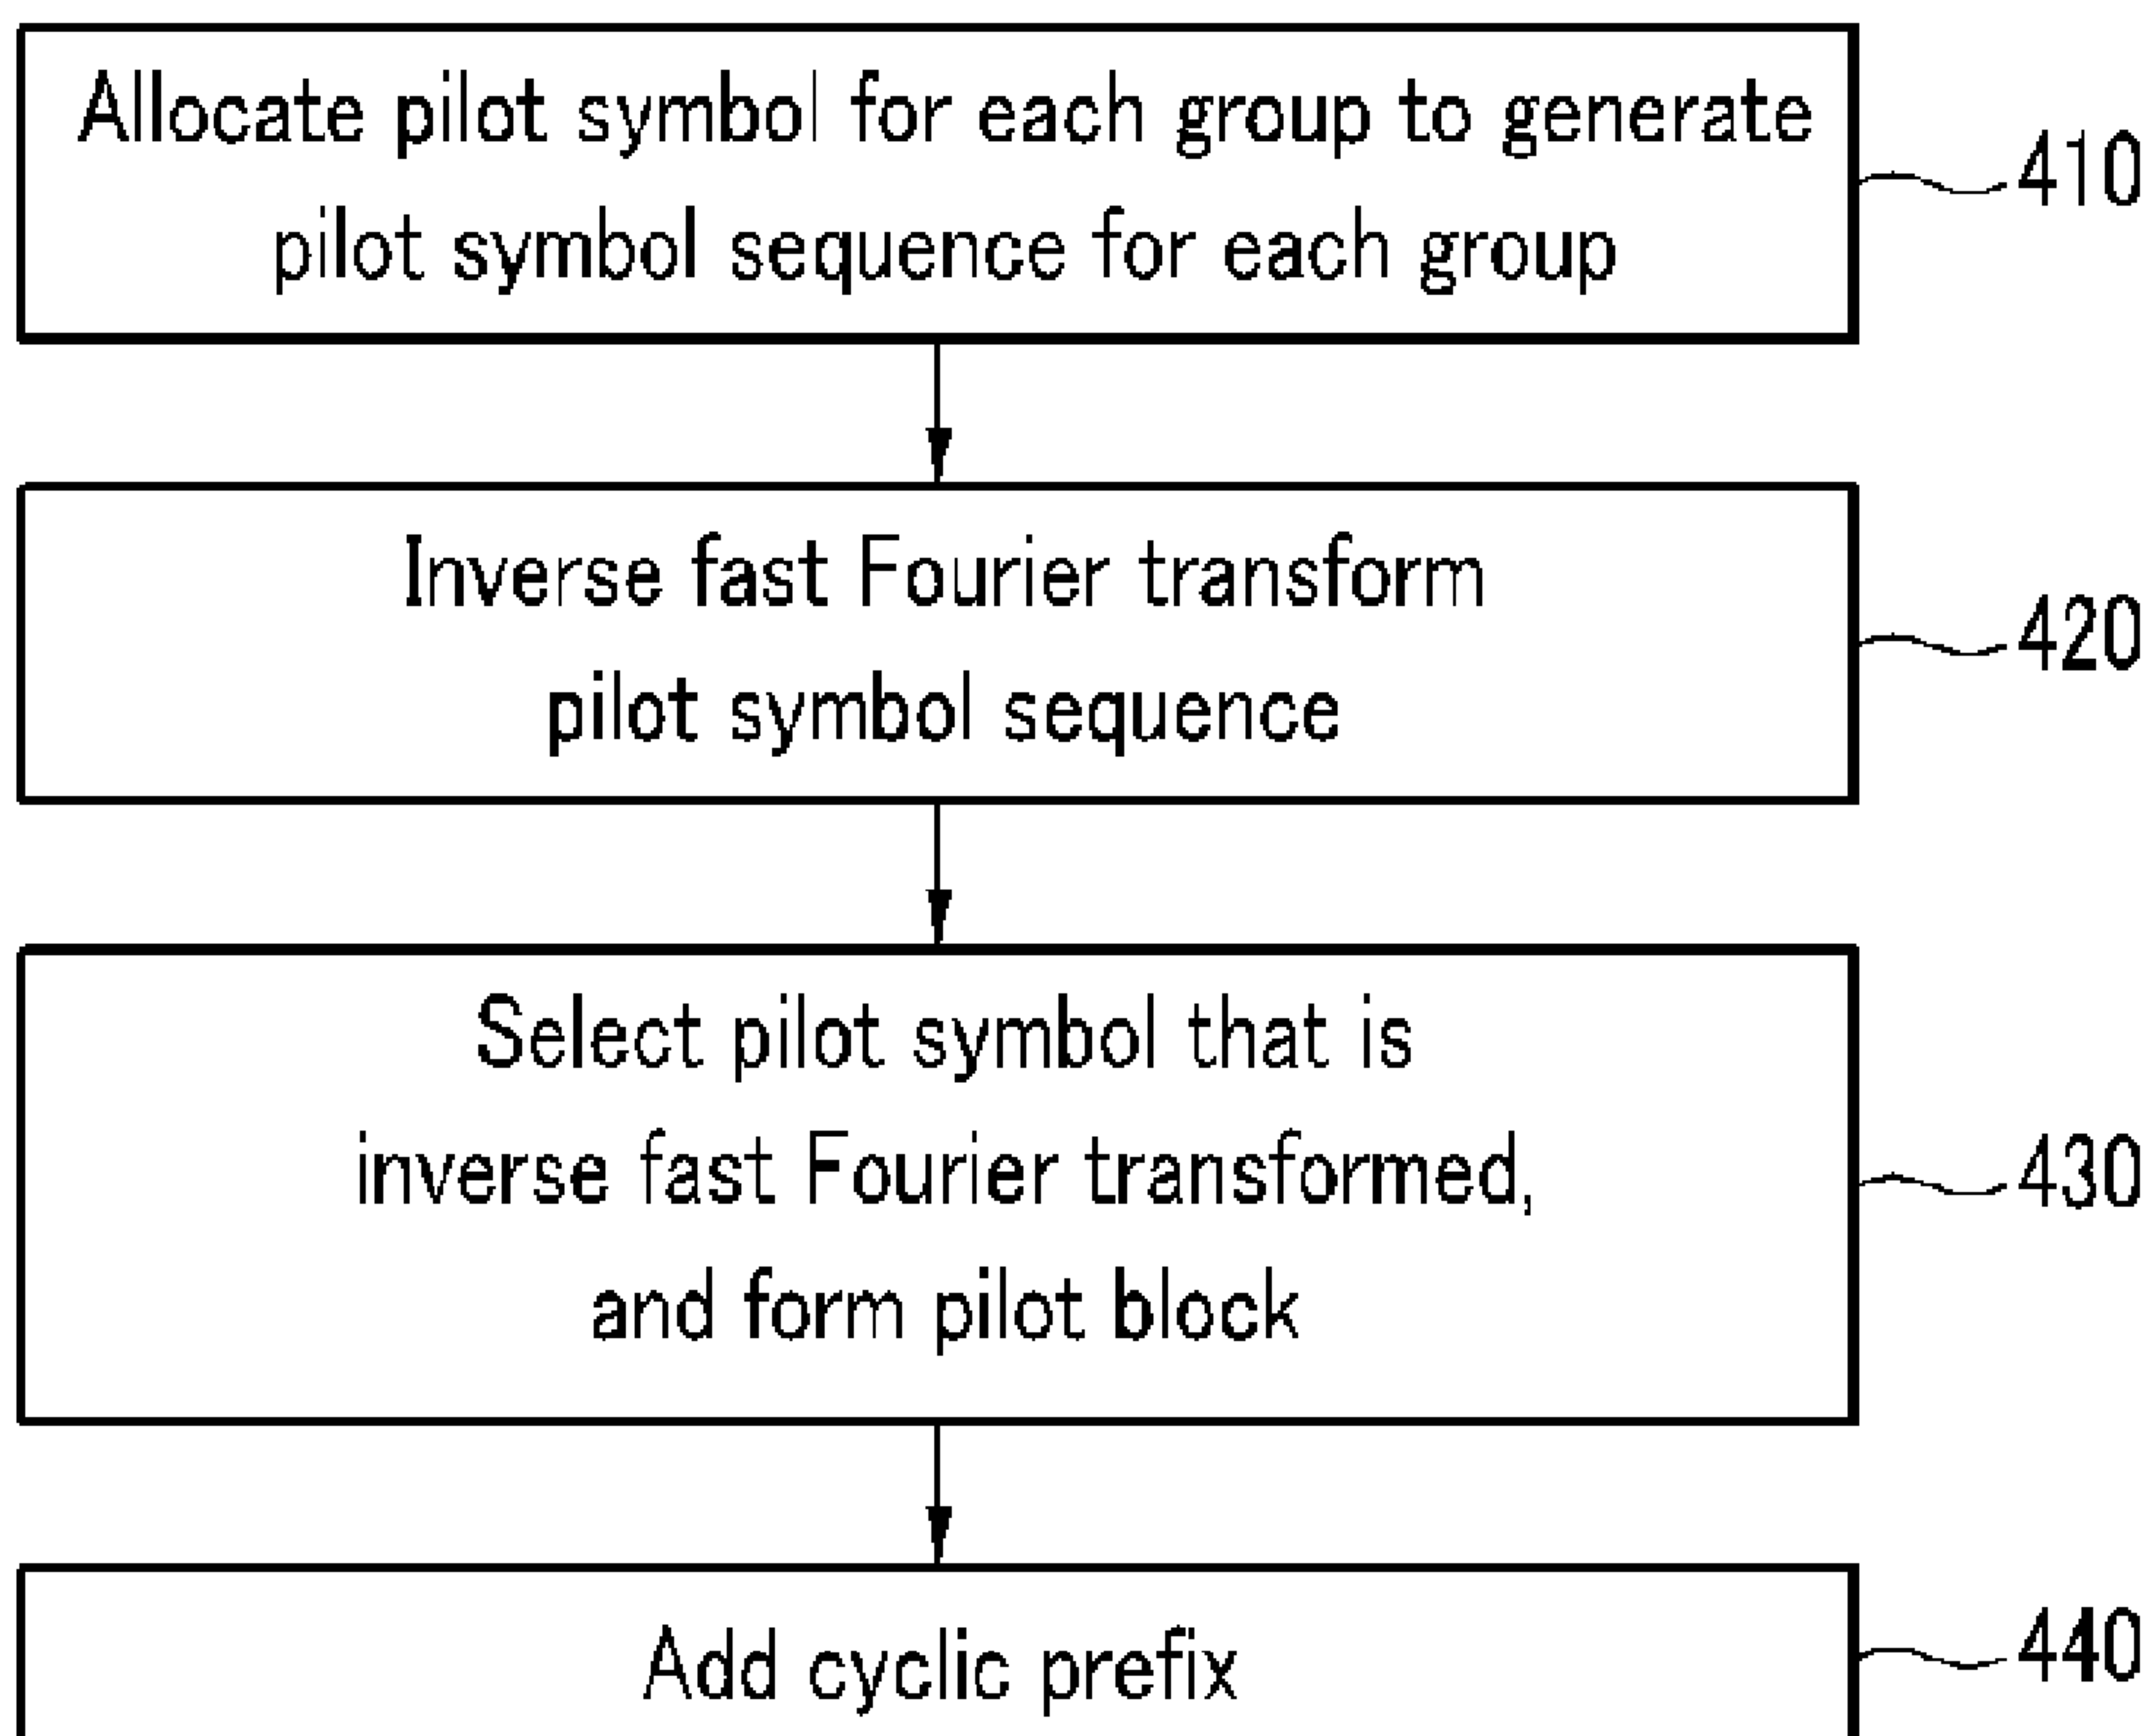 Allocate pilot symbol for each group to generate
pilot symbol sequence for each group
410
Inverse fast Fourier transform
pilot symbol sequence
420
Select pilot symbol that is
inverse fast Fourier transformed,
and form pilot block
430
Add cyclic prefix
440